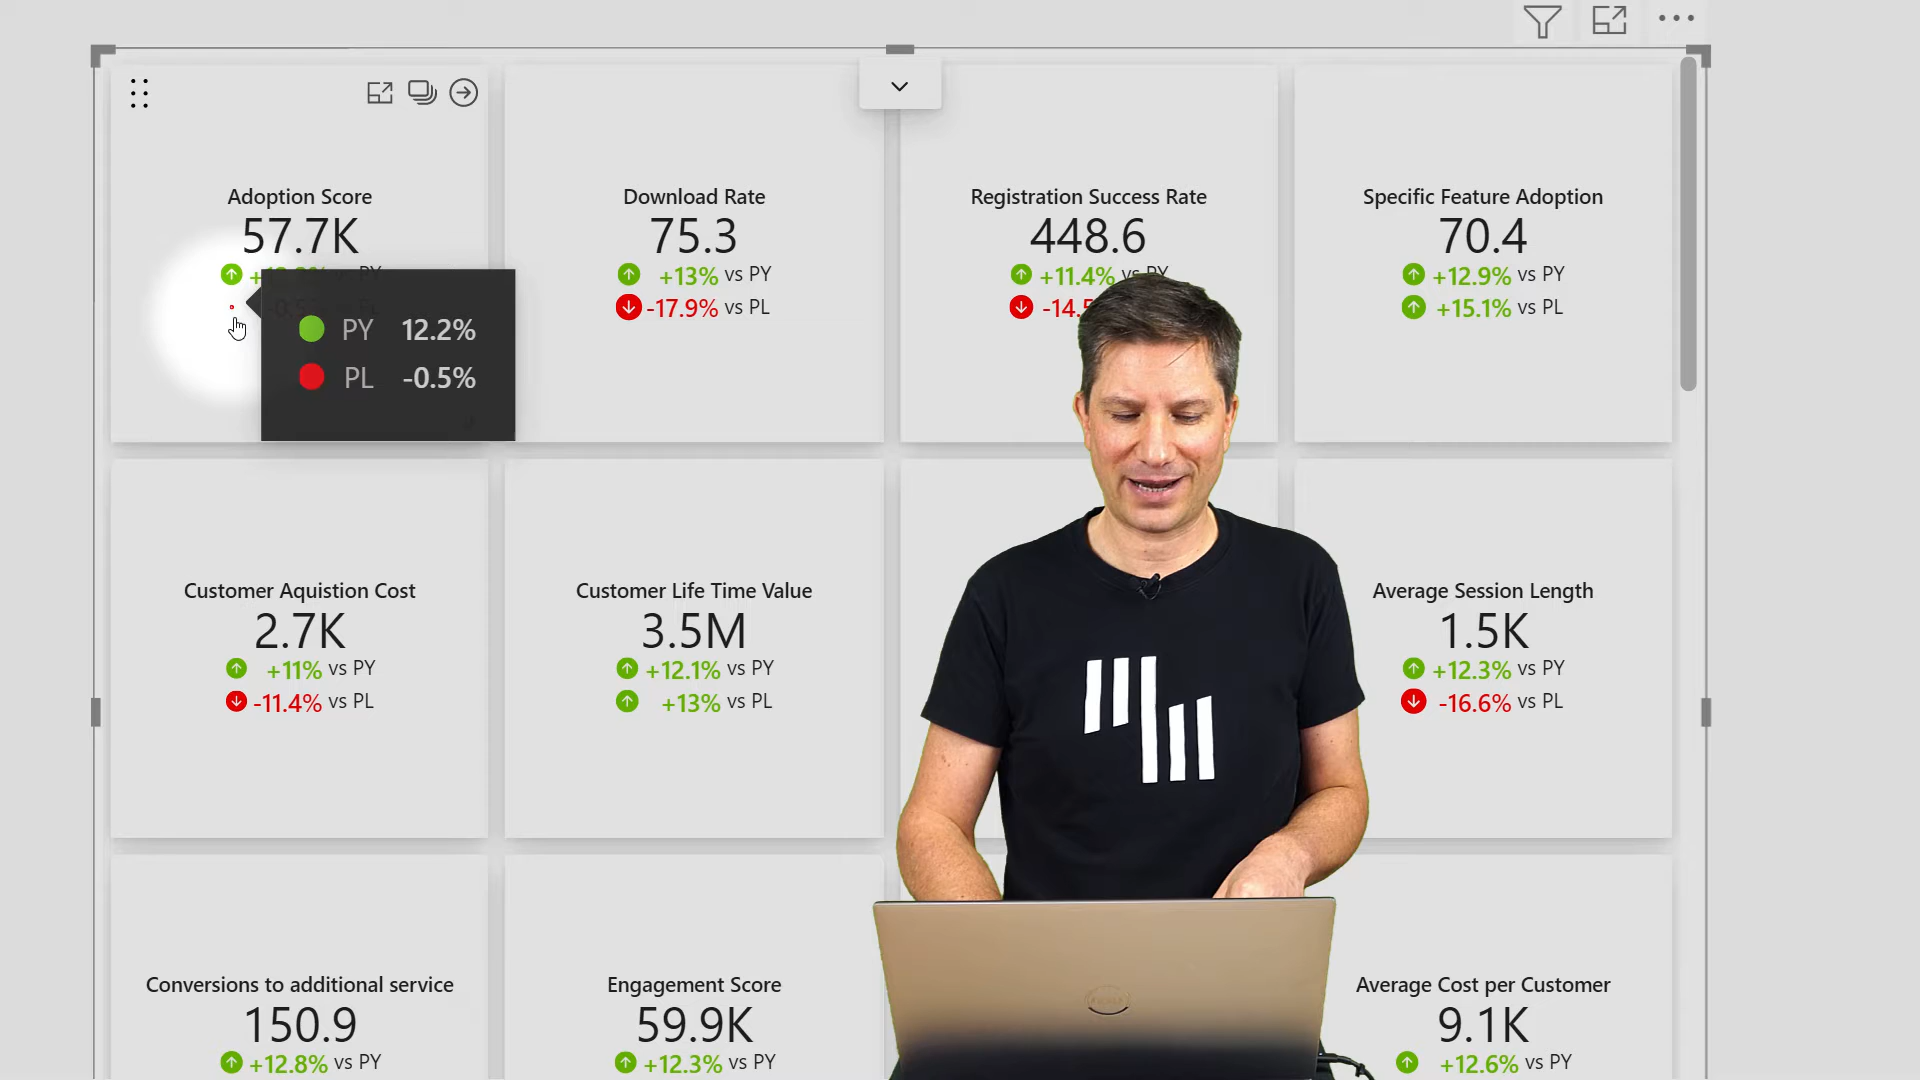 Adoption Score
57.7K
PY 12.2%
PL -0.5%
Download Rate
75.3
+13% vs PY
-17.9% vs PL
Registration Success Rate
448.6
+11.4% vs PY
-14.5
Specific Feature Adoption
70.4
+12.9% vs PY
+15.1% vs PL
Customer Aquistion Cost
2.7K
+11% vs PY
-11.4% vs PL
Customer Life Time Value
3.5M
+12.1% vs PY
+13% vs PL
Average Session Length
1.5K
+12.3% vs PY
-16.6% vs PL
Conversions to additional service
150.9
+12.8% vs PY
Engagement Score
59.9K
+12.3% vs PY
Average Cost per Customer
9.1K
+12.6% vs PY